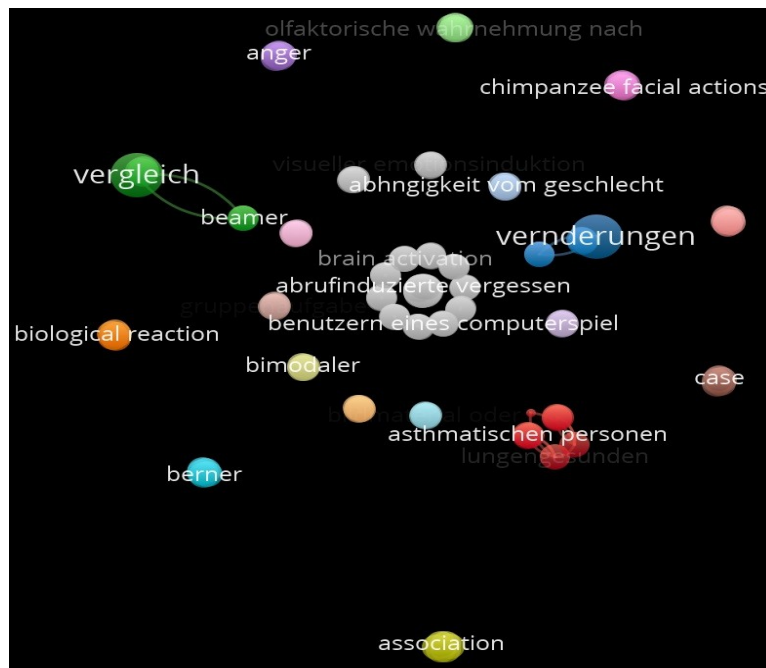 olfaktorische wahrnehmung nach
anger
chimpanzee facial actions
visueller emotionsinduktion
vergleich
abhngigkeit vom geschlecht
beamer
vernderungen
brain activation
abrufinduzierte vergessen
benutzern eines computerspiel
biological reaction
bimodaler
case
asthmatischen personen
lungengesunden
berner
association